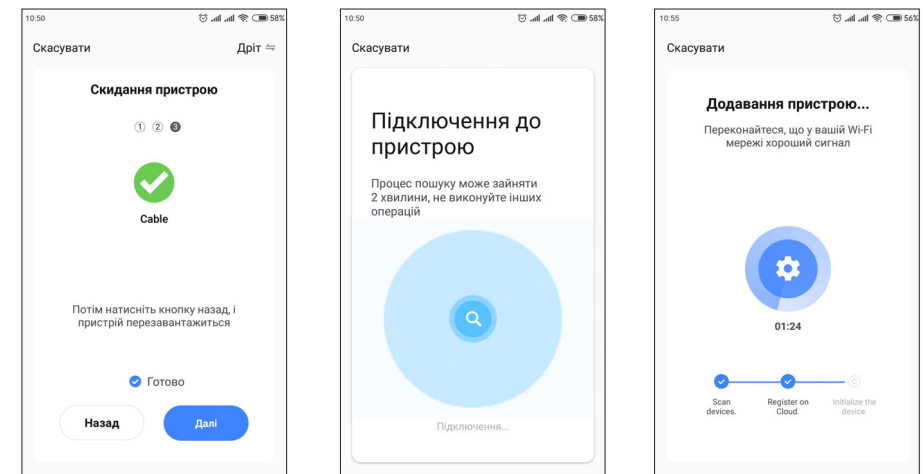 10:50
58%
Скасувати
Дріт
Скидання пристрою
1 2 3
Cable
Потім натисніть кнопку назад, і
пристрій перезавантажиться
Готово
Назад
Далі
10:50
58%
Скасувати
Підключення до
пристрою
Процес пошуку може зайняти
2 хвилини, не виконуйте інших
операцій
Підключення...
10:55
56%
Скасувати
Додавання пристрою...
Переконайтеся, що у вашій Wi-Fi
мережі хороший сигнал
01:24
Scan
devices.
Register on
Cloud.
Initialize the
device.